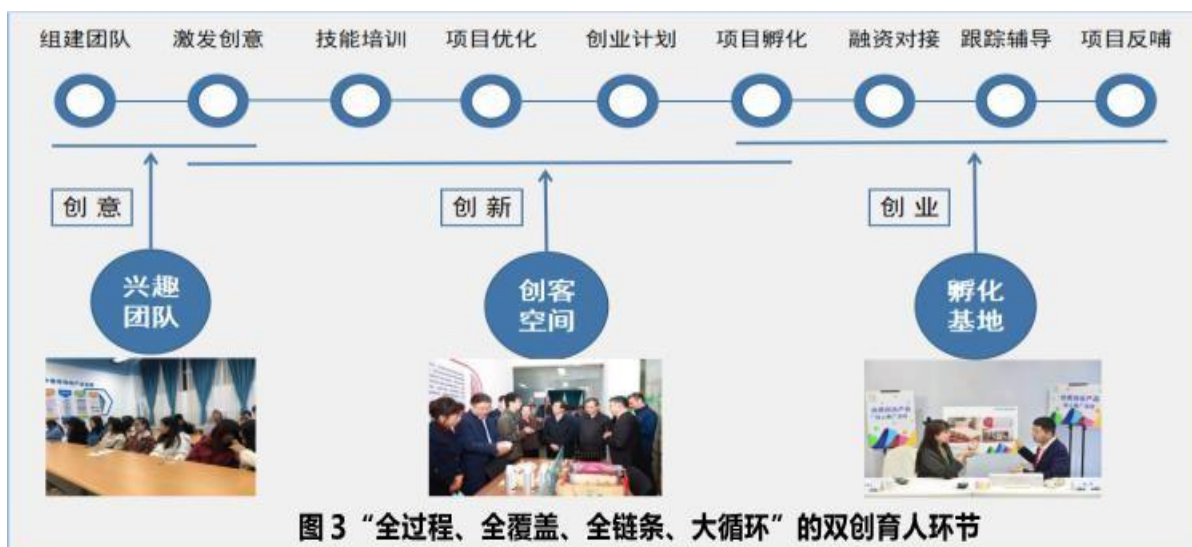 组建团队 激发创意 技能培训 项目优化 创业计划 项目孵化 融资对接 跟踪辅导 项目反哺
创意 创新 创业
兴趣
团队
创客
空间
孵化
基地
图3“全过程、全覆盖、全链条、大循环”的双创育人环节